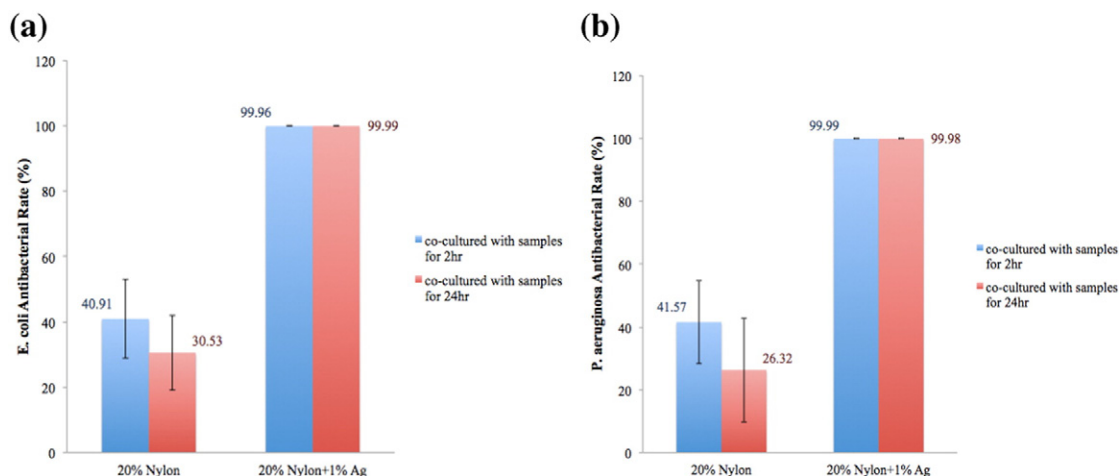 (a)
E. coli Antibacterial Rate (%)
120
100
80
60
40
20
0
40.91
30.53
99.96
99.99
20% Nylon
20% Nylon+1% Ag
co-cultured with samples
for 2hr
co-cultured with samples
for 24hr
(b)
P. aeruginosa Antibacterial Rate (%)
120
100
80
60
40
20
0
41.57
26.32
99.99
99.98
20% Nylon
20% Nylon+1% Ag
co-cultured with samples
for 2hr
co-cultured with samples
for 24hr